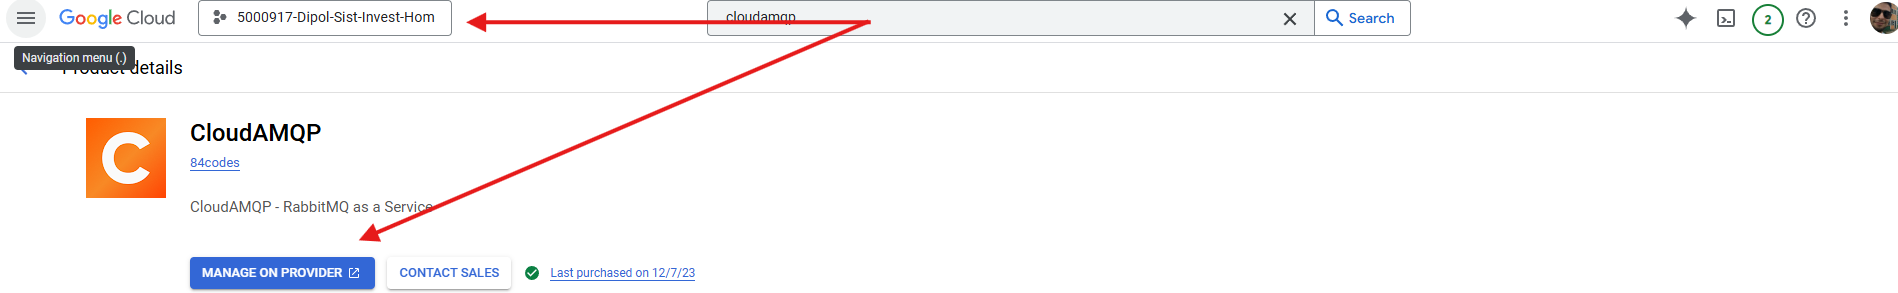 Google Cloud
5000917-Dipol-Sist-Invest-Hom
cloudamqp
Search
2
Navigation menu (.)
Product details
C
CloudAMQP
84codes
CloudAMQP - RabbitMQ as a Service
MANAGE ON PROVIDER
CONTACT SALES
Last purchased on 12/7/23